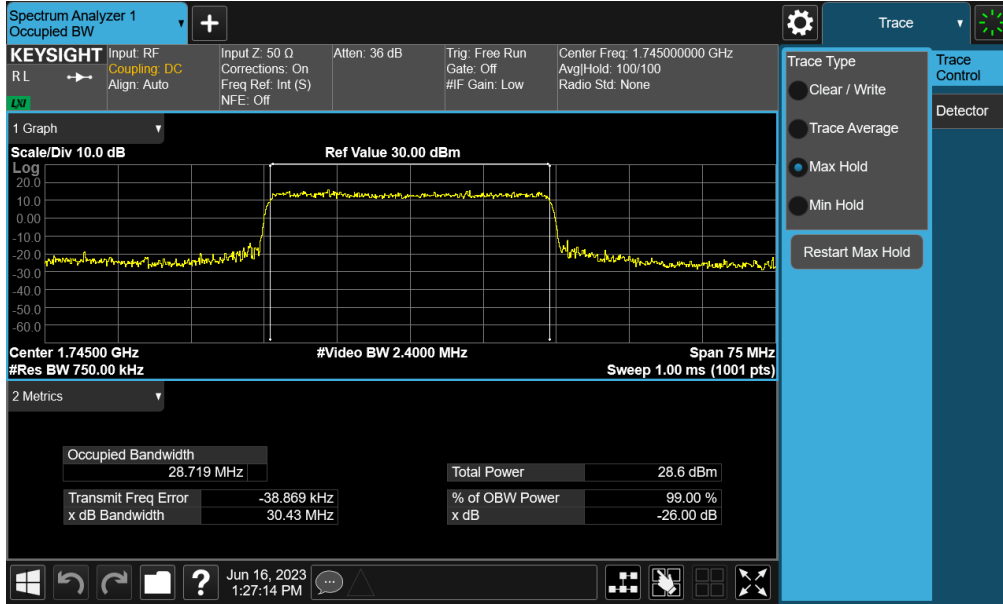 Spectrum Analyzer 1
Occupied BW
Trace
KEYSIGHT
RL
LXI
Input: RF
Coupling: DC
Align: Auto
Input Z: 50 Ω
Corrections: On
Freq Ref: Int (S)
NFE: Off
Atten: 36 dB
Trig: Free Run
Gate: Off
#IF Gain: Low
Center Freq: 1.745000000 GHz
Avg|Hold: 100/100
Radio Std: None
Trace Type
Clear / Write
Trace Average
Max Hold
Min Hold
Restart Max Hold
Trace
Control
Detector
1 Graph
Scale/Div 10.0 dB
Ref Value 30.00 dBm
Log
20.0
10.0
0.00
-10.0
-20.0
-30.0
-40.0
-50.0
-60.0
Center 1.74500 GHz
#Video BW 2.4000 MHz
Span 75 MHz
#Res BW 750.00 kHz
Sweep 1.00 ms (1001 pts)
2 Metrics
Occupied Bandwidth
28.719 MHz
Total Power 28.6 dBm
Transmit Freq Error -38.869 kHz
% of OBW Power 99.00 %
x dB Bandwidth 30.43 MHz
x dB -26.00 dB
?
Jun 16, 2023
1:27:14 PM